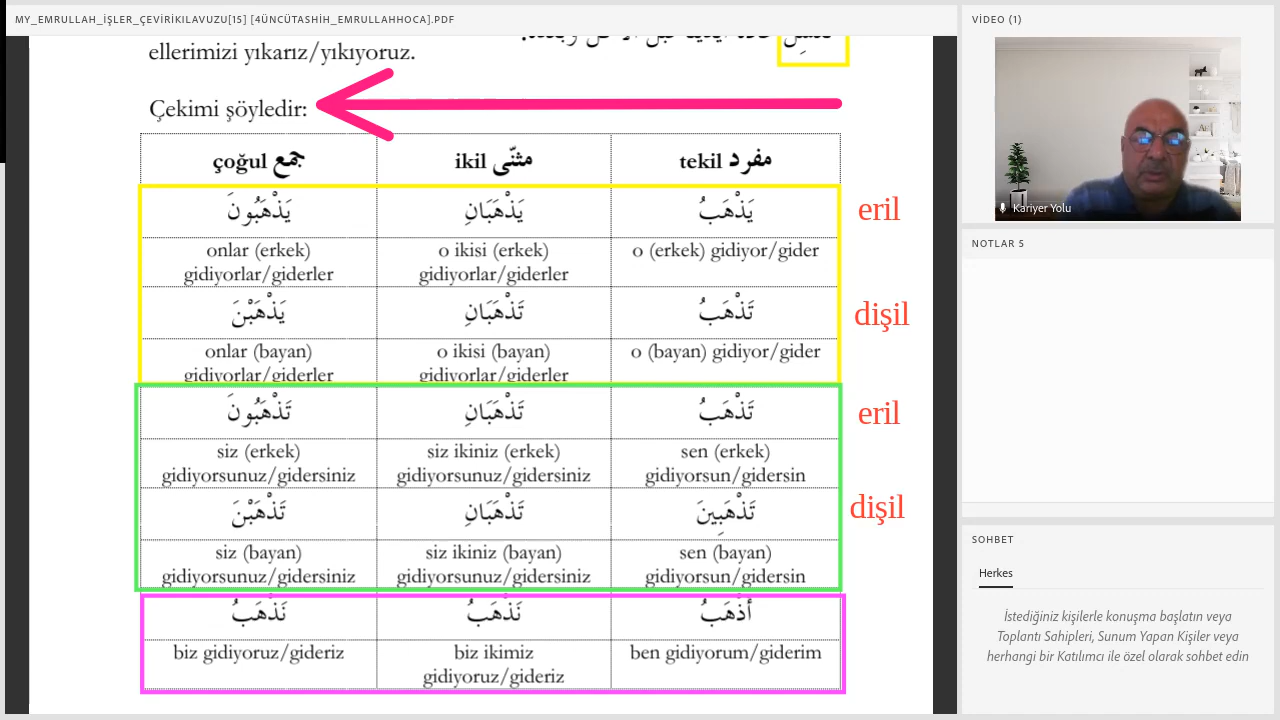 MY_EMRULLAH_İŞLER_ÇEVİRİKILAVUZU[15] [4ÜNCÜTASHİH_EMRULLAHHOCA].PDF
ellerimizi yıkarız/yıkıyoruz.
Çekimi şöyledir:
çoğul جمع ikil مثنّى tekil مفرد
يَذْهَبُونَ يَذْهَبَانِ يَذْهَبُ eril
onlar (erkek) o ikisi (erkek) o (erkek) gidiyor/gider
gidiyorlar/giderler gidiyorlar/giderler
يَذْهَبْنَ تَذْهَبَانِ تَذْهَبُ dişil
onlar (bayan) o ikisi (bayan) o (bayan) gidiyor/gider
gidiyorlar/giderler gidiyorlar/giderler
تَذْهَبُونَ تَذْهَبَانِ تَذْهَبُ eril
siz (erkek) siz ikiniz (erkek) sen (erkek)
gidiyorsunuz/gidersiniz gidiyorsunuz/gidersiniz gidiyorsun/gidersin
تَذْهَبْنَ تَذْهَبَانِ تَذْهَبِينَ dişil
siz (bayan) siz ikiniz (bayan) sen (bayan)
gidiyorsunuz/gidersiniz gidiyorsunuz/gidersiniz gidiyorsun/gidersin
نَذْهَبُ نَذْهَبُ أذْهَبُ
biz gidiyoruz/gideriz biz ikimiz ben gidiyorum/giderim
gidiyoruz/gideriz
VİDEO (1)
Kariyer Yolu
NOTLAR 5
SOHBET
Herkes
İstediğiniz kişilerle konuşma başlatın veya
Toplantı Sahipleri, Sunum Yapan Kişiler veya
herhangi bir Katılımcı ile özel olarak sohbet edin